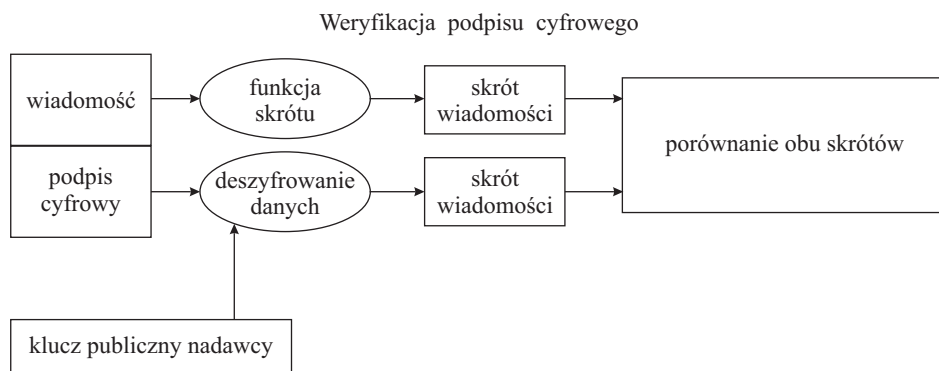 Weryfikacja podpisu cyfrowego
wiadomość
funkcja
skrótu
skrót
wiadomości
porównanie obu skrótów
podpis
cyfrowy
deszyfrowanie
danych
skrót
wiadomości
klucz publiczny nadawcy